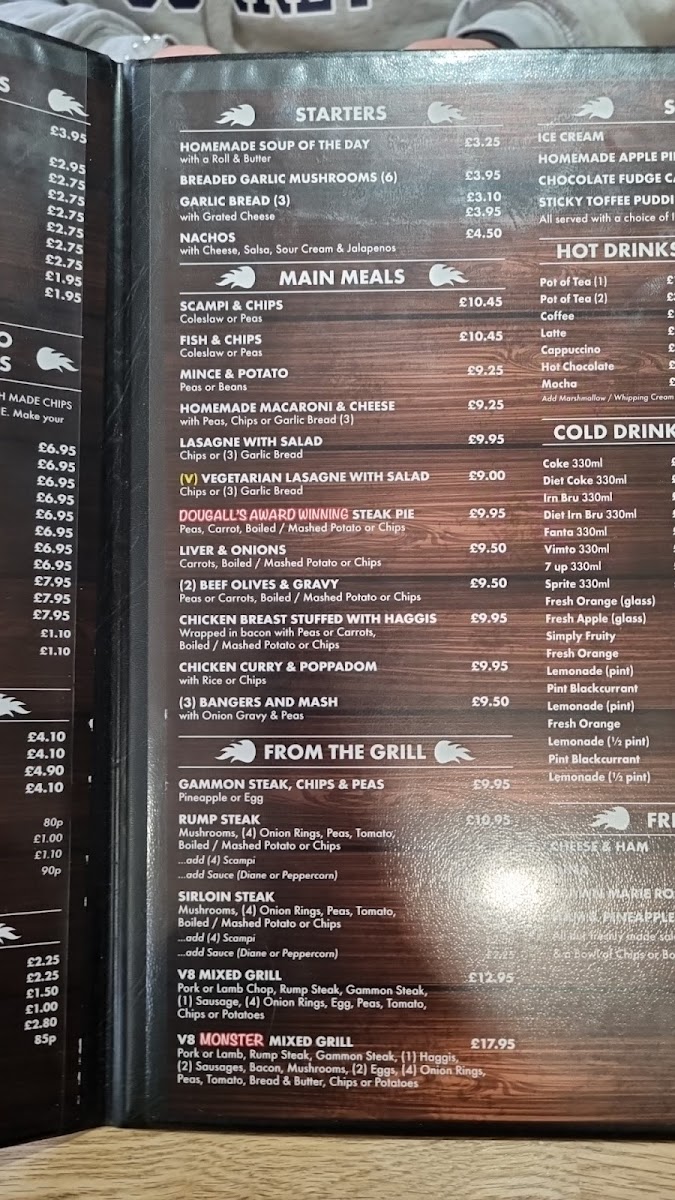 S
£3.95
£2.95
£2.75
£2.75
£2.75
£2.75
£2.75
£2.75
£1.95
£1.95
O
S
H MADE CHIPS
E. Make your
£6.95
£6.95
£6.95
£6.95
£6.95
£6.95
£6.95
£6.95
£7.95
£7.95
£7.95
£1.10
£1.10
£4.10
£4.10
£4.90
£4.10
80p
£1.00
£1.10
90p
£2.25
£2.25
£1.50
£1.00
£2.80
85p
STARTERS
HOMEMADE SOUP OF THE DAY £3.25
with a Roll & Butter
BREADED GARLIC MUSHROOMS (6) £3.95
GARLIC BREAD (3) £3.10
with Grated Cheese £3.95
NACHOS £4.50
with Cheese, Salsa, Sour Cream & Jalapenos
MAIN MEALS
SCAMPI & CHIPS £10.45
Coleslaw or Peas
FISH & CHIPS £10.45
Coleslaw or Peas
MINCE & POTATO £9.25
Peas or Beans
HOMEMADE MACARONI & CHEESE £9.25
with Peas, Chips or Garlic Bread (3)
LASAGNE WITH SALAD £9.95
Chips or (3) Garlic Bread
(V) VEGETARIAN LASAGNE WITH SALAD £9.00
Chips or (3) Garlic Bread
DOUGALL'S AWARD WINNING STEAK PIE £9.95
Peas, Carrot, Boiled / Mashed Potato or Chips
LIVER & ONIONS £9.50
Carrots, Boiled / Mashed Potato or Chips
(2) BEEF OLIVES & GRAVY £9.50
Peas or Carrots, Boiled / Mashed Potato or Chips
CHICKEN BREAST STUFFED WITH HAGGIS £9.95
Wrapped in bacon with Peas or Carrots,
Boiled / Mashed Potato or Chips
CHICKEN CURRY & POPPADOM £9.95
with Rice or Chips
(3) BANGERS AND MASH £9.50
with Onion Gravy & Peas
FROM THE GRILL
GAMMON STEAK, CHIPS & PEAS £9.95
Pineapple or Egg
RUMP STEAK £10.95
Mushrooms, (4) Onion Rings, Peas, Tomato,
Boiled / Mashed Potato or Chips
...add (4) Scampi
...add Sauce (Diane or Peppercorn)
SIRLOIN STEAK
Mushrooms, (4) Onion Rings, Peas, Tomato,
Boiled / Mashed Potato or Chips
...add (4) Scampi
...add Sauce (Diane or Peppercorn) £2.25
V8 MIXED GRILL £12.95
Pork or Lamb Chop, Rump Steak, Gammon Steak,
(1) Sausage, (4) Onion Rings, Egg, Peas, Tomato,
Chips or Potatoes
V8 MONSTER MIXED GRILL £17.95
Pork or Lamb, Rump Steak, Gammon Steak, (1) Haggis,
(2) Sausages, Bacon, Mushrooms, (2) Eggs, (4) Onion Rings,
Peas, Tomato, Bread & Butter, Chips or Potatoes
S
ICE CREAM
HOMEMADE APPLE PI
CHOCOLATE FUDGE CA
STICKY TOFFEE PUDDI
All served with a choice of
HOT DRINKS
Pot of Tea (1)
Pot of Tea (2)
Coffee
Latte
Cappuccino
Hot Chocolate
Mocha
Add Marshmallow / Whipping Cream
COLD DRINK
Coke 330ml
Diet Coke 330ml
Irn Bru 330ml
Diet Irn Bru 330ml
Fanta 330ml
Vimto 330ml
7 up 330ml
Sprite 330ml
Fresh Orange (glass)
Fresh Apple (glass)
Simply Fruity
Fresh Orange
Lemonade (pint)
Pint Blackcurrant
Lemonade (pint)
Fresh Orange
Lemonade (½ pint)
Pint Blackcurrant
Lemonade (½ pint)
FRE
CHEESE & HAM
MARIE RO
PINEAPPLE
All our freshly made
& a Bowl of Chips or